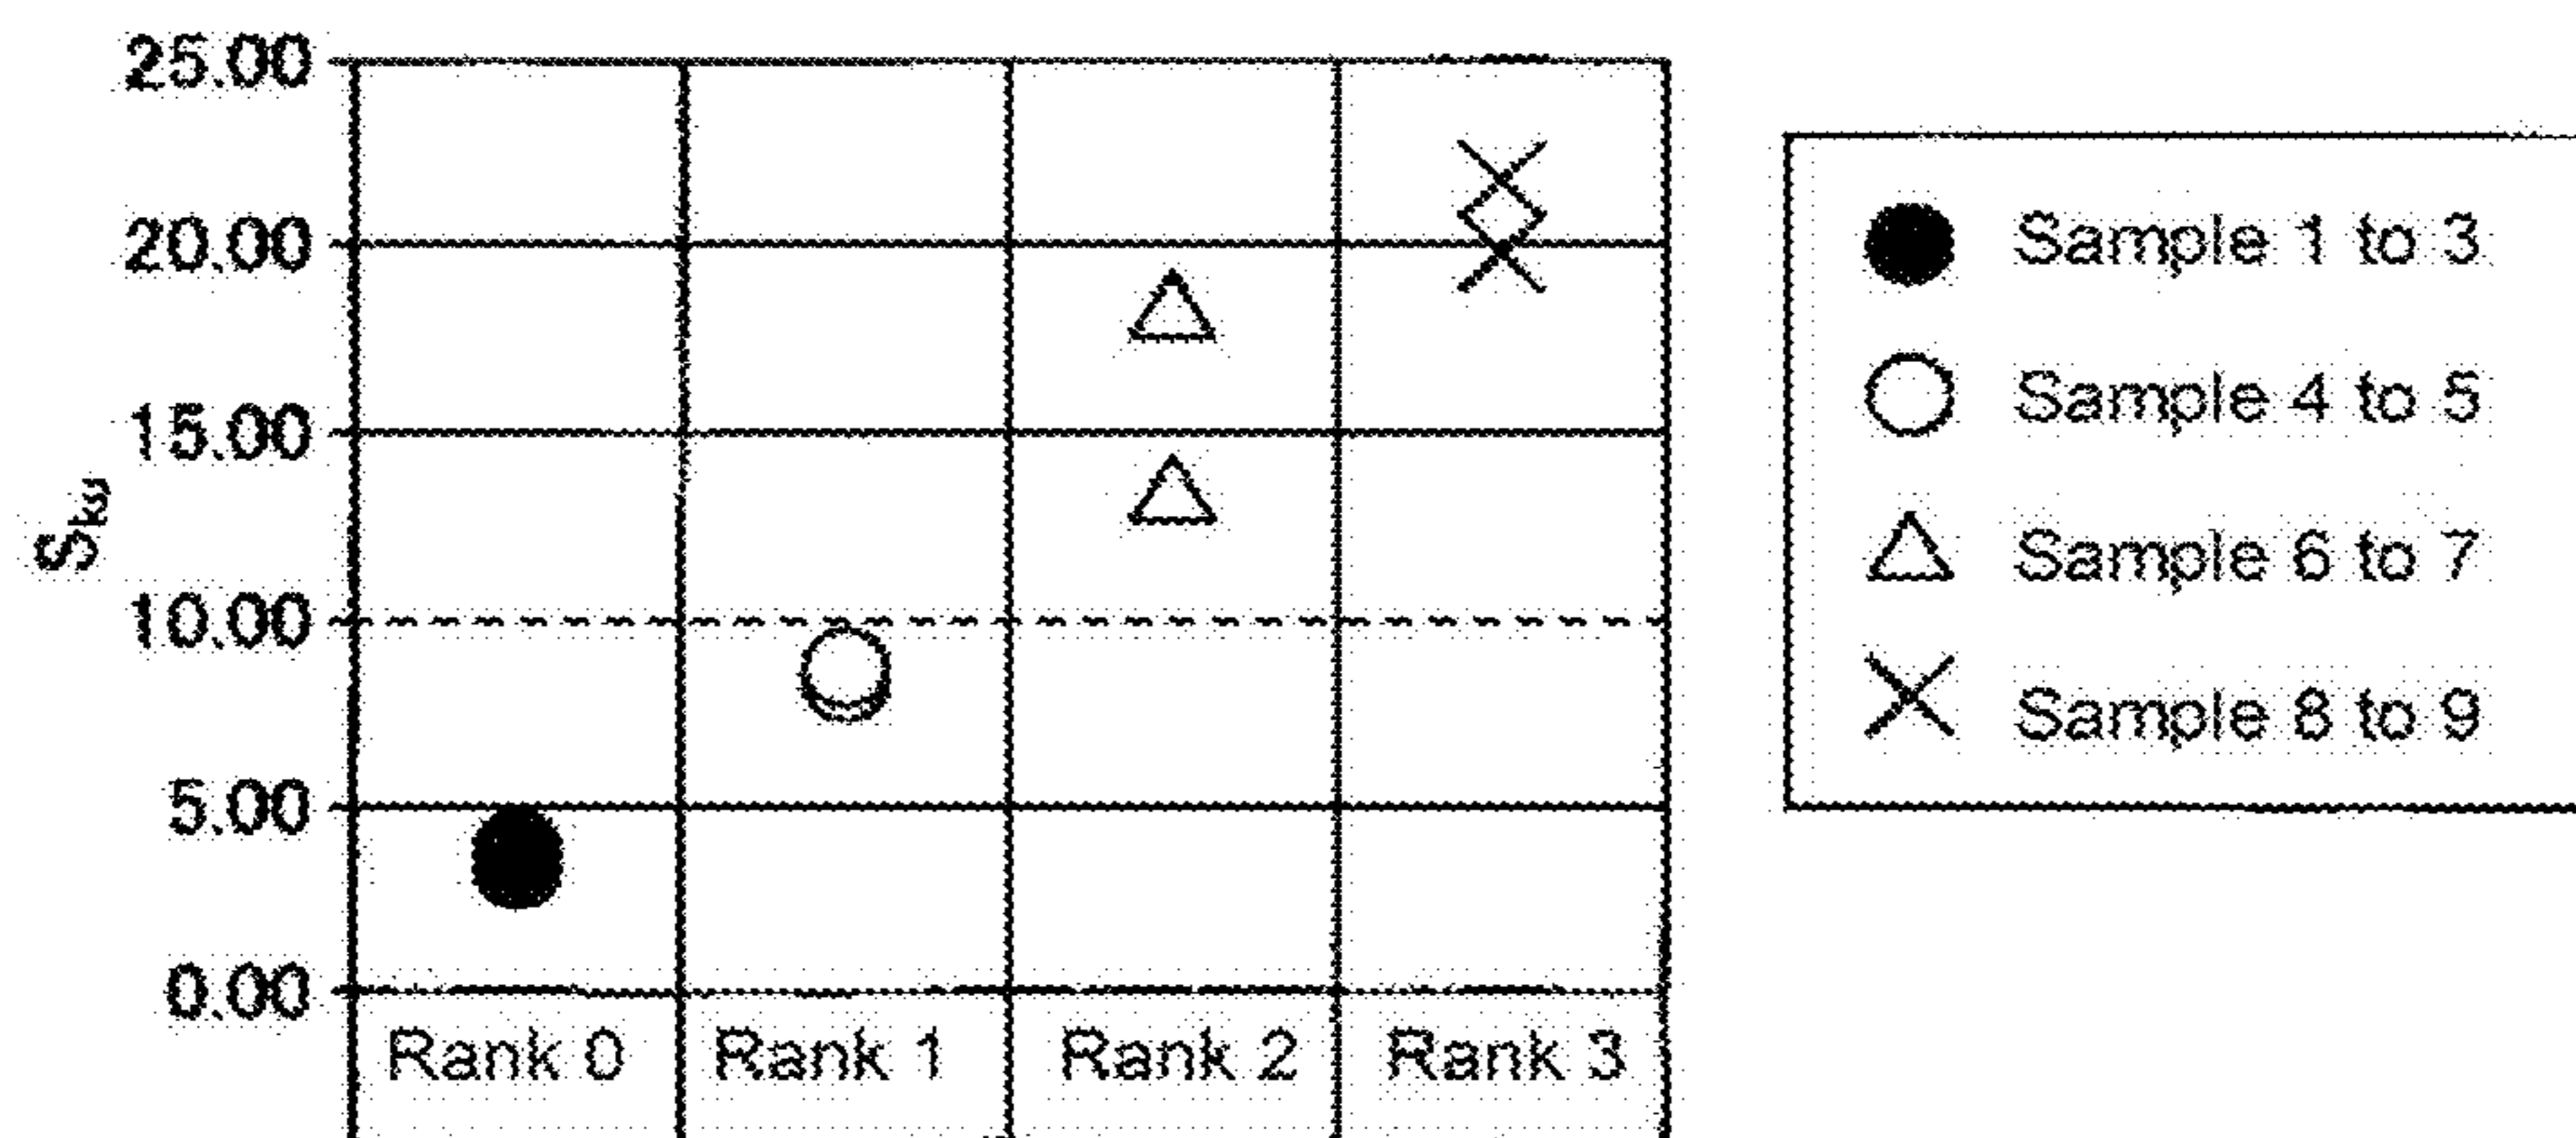 25.00
20.00
15.00
10.00
5.00
0.00
Skω
Rank 0 Rank 1 Rank 2 Rank 3
Sample 1 to 3
Sample 4 to 5
Sample 6 to 7
Sample 8 to 9